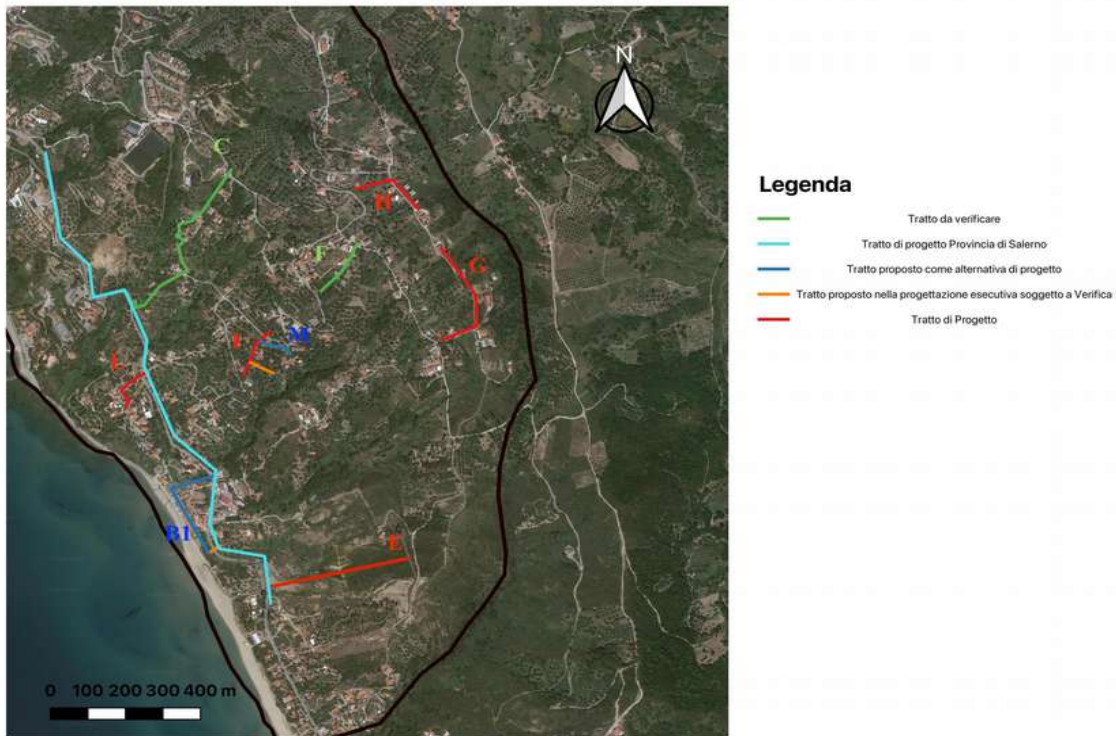 N
C
H
F
G
I
M
L
B1
E
0 100 200 300 400 m
Legenda
Tratto da verificare
Tratto di progetto Provincia di Salerno
Tratto proposto come alternativa di progetto
Tratto proposto nella progettazione esecutiva soggetto a Verifica
Tratto di Progetto